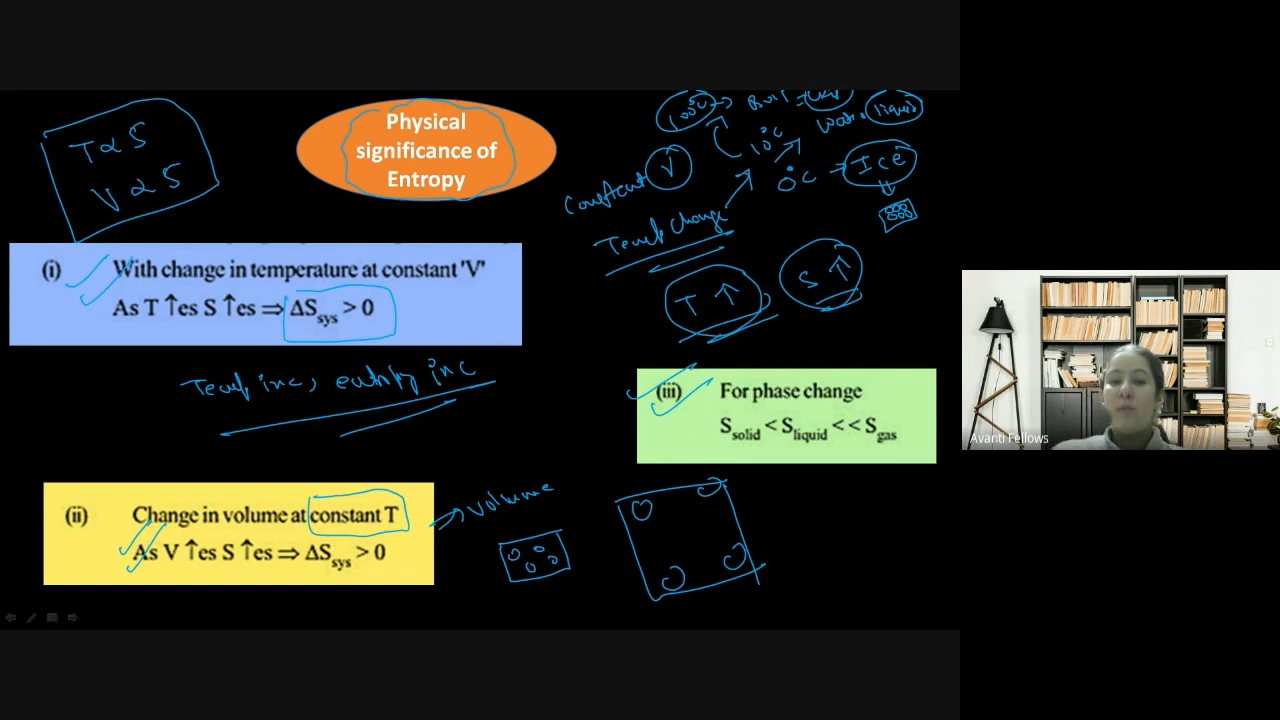 T∝S
V∝S
Physical
significance of
Entropy
100°C → Boil =
Water liquid
10°C
0°C → Ice
Constant V
Temp change
T ↑ S ↑
(i) With change in temperature at constant 'V'
As T ↑es S ↑es ⇒ ΔSsys > 0
Temp inc, entropy inc
(iii) For phase change
Ssolid < Sliquid << Sgas
(ii) Change in volume at constant T
As V ↑es S ↑es ⇒ ΔSsys > 0
→ volume
Avanti Fellows